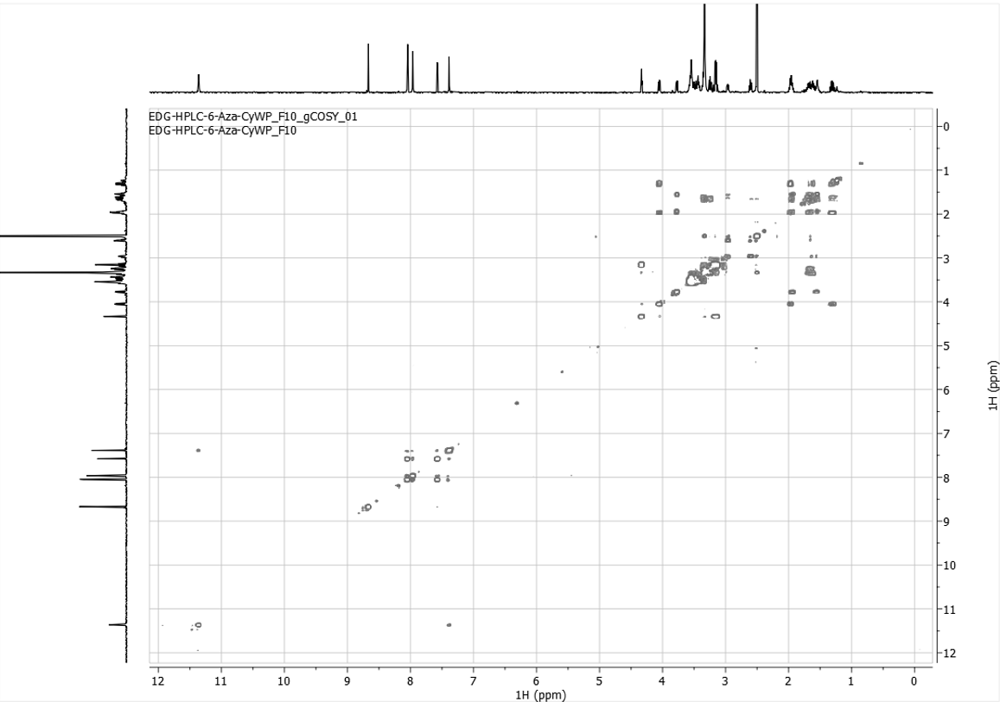 EDG-HPLC-6-Aza-CyWP_F10_gCOSY_01
EDG-HPLC-6-Aza-CyWP_F10
0
1
2
3
4
5
6
7
8
9
10
11
12
1H (ppm)
12 11 10 9 8 7 6 5 4 3 2 1 0
1H (ppm)